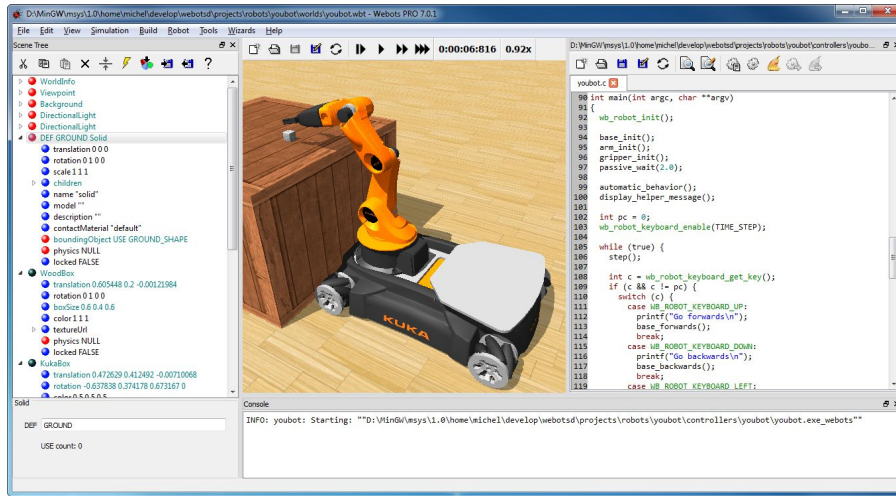 D:\MinGW\msys\1.0\home\michel\develop\webotsd\projects\robots\youbot\worlds\youbot.wbt - Webots PRO 7.0.1
File Edit View Simulation Build Robot Tools Wizards Help
Scene Tree
?
0:00:06:816 0.92x
WorldInfo
Viewpoint
Background
DirectionalLight
DirectionalLight
DEF GROUND Solid
translation 0 0 0
rotation 0 1 0 0
scale 1 1 1
children
name "solid"
model ""
description ""
contactMaterial "default"
boundingObject USE GROUND_SHAPE
physics NULL
locked FALSE
WoodBox
translation 0.605448 0.2 -0.00121984
rotation 0 1 0 0
boxSize 0.6 0.4 0.6
color 1 1 1
textureUrl
physics NULL
locked FALSE
KukaBox
translation 0.472629 0.412492 -0.00710068
rotation -0.637838 0.374178 0.673167 0
color 0.5 0.5 0.5
Solid
DEF GROUND
USE count: 0
KUKA
D:\MinGW\msys\1.0\home\michel\develop\webotsd\projects\robots\youbot\controllers\youbo...
youbot.c
90 int main(int argc, char **argv)
91 {
92 wb_robot_init();
93
94 base_init();
95 arm_init();
96 gripper_init();
97 passive_wait(2.0);
98
99 automatic_behavior();
100 display_helper_message();
101
102 int pc = 0;
103 wb_robot_keyboard_enable(TIME_STEP);
104
105 while (true) {
106 step();
107
108 int c = wb_robot_keyboard_get_key();
109 if (c && c != pc) {
110 switch (c) {
111 case WB_ROBOT_KEYBOARD_UP:
112 printf("Go forwards\n");
113 base_forwards();
114 break;
115 case WB_ROBOT_KEYBOARD_DOWN:
116 printf("Go backwards\n");
117 base_backwards();
118 break;
119 case WB_ROBOT_KEYBOARD_LEFT:
Console
INFO: youbot: Starting: ""D:\MinGW\msys\1.0\home\michel\develop\webotsd\projects\robots\youbot\controllers\youbot\youbot.exe_webots""